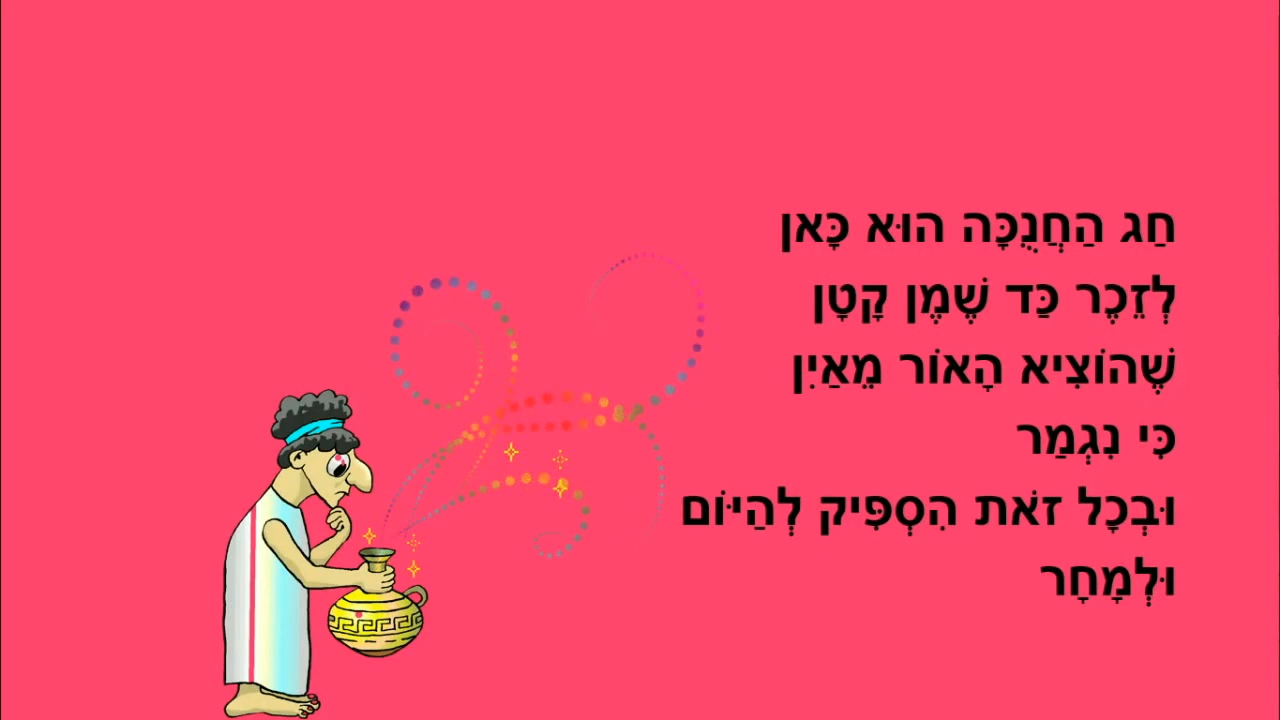 חַג הַחֲנֻכָּה הוּא כָּאן
לְזֵכֶר כַּד שֶׁמֶן קָטָן
שֶׁהוֹצִיא הָאוֹר מֵאַיִן
כִּי נִגְמַר
וּבְכָל זֹאת הִסְפִּיק לְהַיּוֹם
וּלְמָחָר